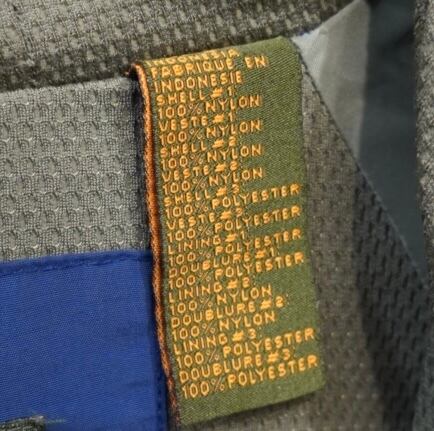 INDONESIA
FABRIQUE EN
INDONESIE
SHELL #1:
100% NYLON
VESTE #1:
100% NYLON
SHELL #2:
100% NYLON
VESTE #2:
100% NYLON
SHELL #3:
100% POLYESTER
VESTE #3:
100% POLYESTER
LINING #1:
100% POLYESTER
DOUBLURE #1:
100% POLYESTER
LINING #2:
100% NYLON
DOUBLURE #2:
100% NYLON
LINING #3:
100% POLYESTER
DOUBLURE #3:
100% POLYESTER